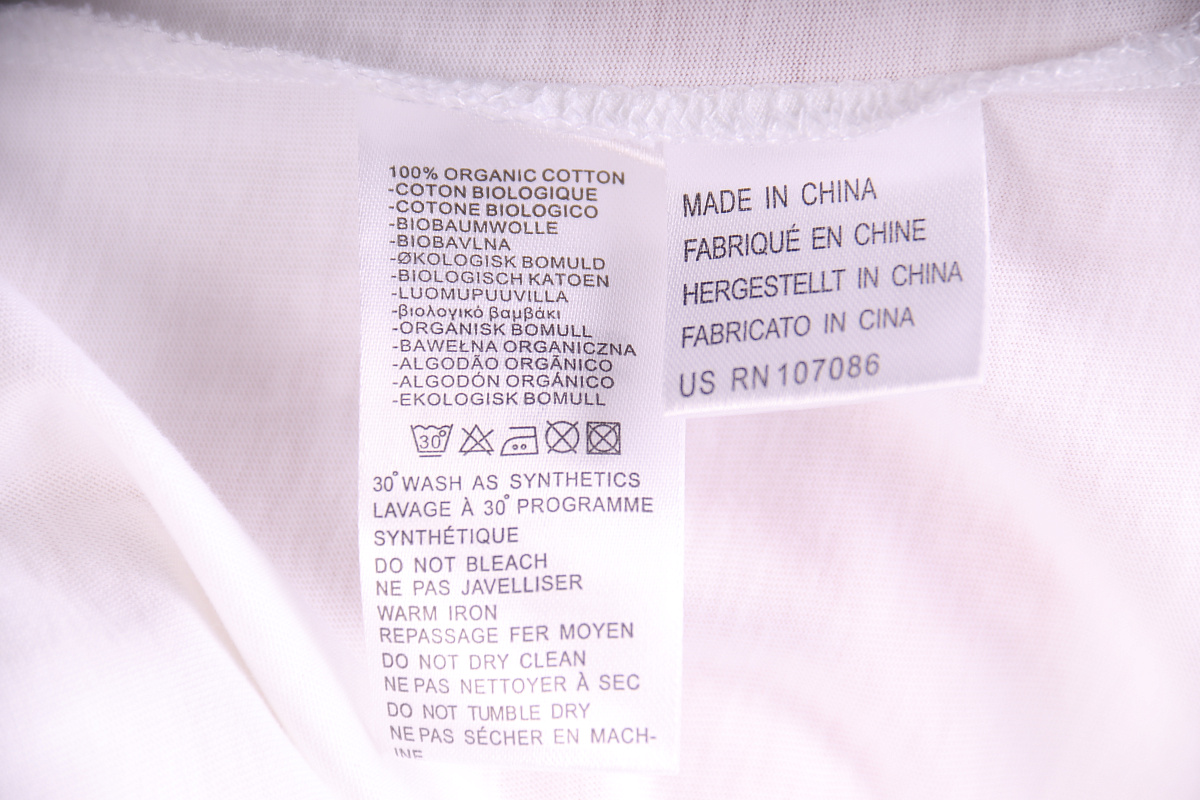 100% ORGANIC COTTON
-COTON BIOLOGIQUE
-COTONE BIOLOGICO
-BIOBAUMWOLLE
-BIOBAVLNA
-ØKOLOGISK BOMULD
-BIOLOGISCH KATOEN
-LUOMUPUUVILLA
-βιολογικό βαμβάκι
-ORGANISK BOMULL
-BAWEŁNA ORGANICZNA
-ALGODÃO ORGÃNICO
-ALGODÓN ORGÁNICO
-EKOLOGISK BOMULL
30°
30° WASH AS SYNTHETICS
LAVAGE À 30° PROGRAMME
SYNTHÉTIQUE
DO NOT BLEACH
NE PAS JAVELLISER
WARM IRON
REPASSAGE FER MOYEN
DO NOT DRY CLEAN
NE PAS NETTOYER À SEC
DO NOT TUMBLE DRY
NE PAS SÉCHER EN MACH-
INE
MADE IN CHINA
FABRIQUÉ EN CHINE
HERGESTELLT IN CHINA
FABRICATO IN CINA
US RN 107086